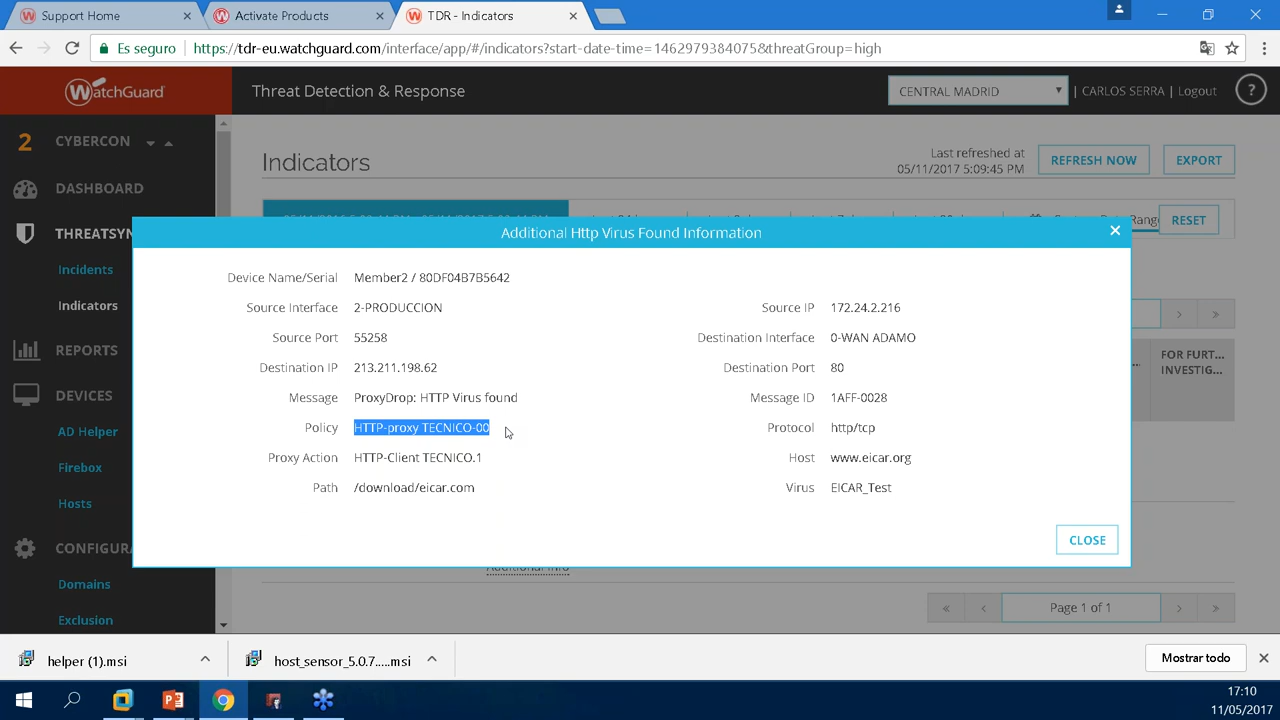 Support Home
Activate Products
TDR - Indicators
Es seguro
https://tdr-eu.watchguard.com/interface/app/#/indicators?start-date-time=1462979384075&threatGroup=high
WatchGuard
Threat Detection & Response
CENTRAL MADRID
| CARLOS SERRA | Logout
?
2 CYBERCON
DASHBOARD
THREATSYN
Incidents
Indicators
REPORTS
DEVICES
AD Helper
Firebox
Hosts
CONFIGURA
Domains
Exclusion
Indicators
Last refreshed at
05/11/2017 5:09:45 PM
REFRESH NOW
EXPORT
RESET
Additional Http Virus Found Information
Device Name/Serial Member2 / 80DF04B7B5642
Source Interface 2-PRODUCCION
Source IP 172.24.2.216
Source Port 55258
Destination Interface 0-WAN ADAMO
Destination IP 213.211.198.62
Destination Port 80
Message ProxyDrop: HTTP Virus found
Message ID 1AFF-0028
Policy HTTP-proxy TECNICO-00
Protocol http/tcp
Proxy Action HTTP-Client TECNICO.1
Host www.eicar.org
Path /download/eicar.com
Virus EICAR_Test
CLOSE
FOR FURT...
INVESTIG...
Page 1 of 1
helper (1).msi
host_sensor_5.0.7.....msi
Mostrar todo
17:10
11/05/2017